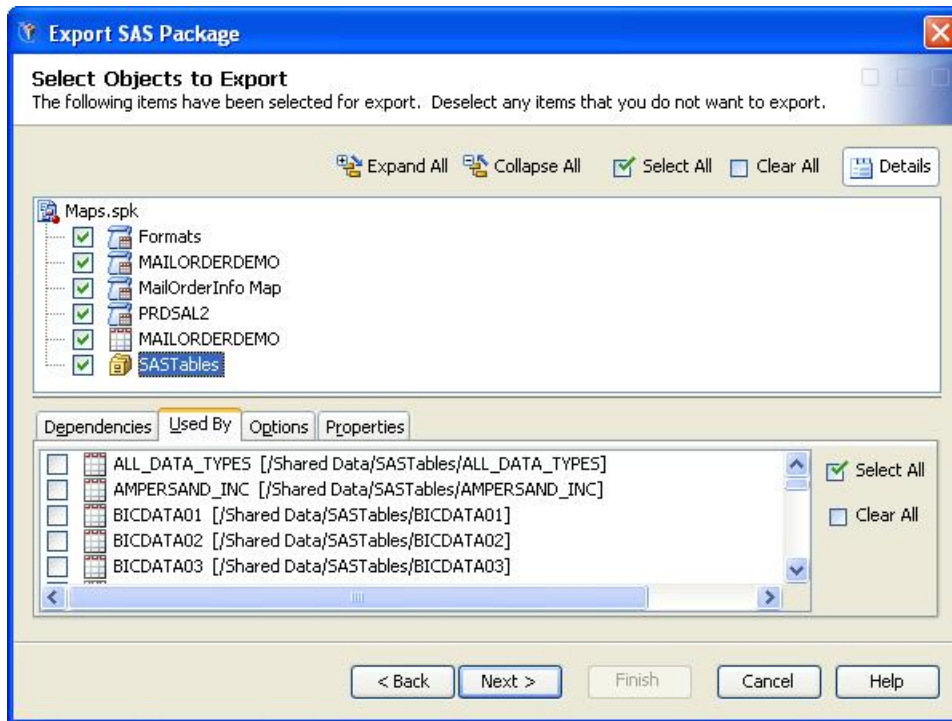 Export SAS Package
Select Objects to Export
The following items have been selected for export. Deselect any items that you do not want to export.
Expand All Collapse All Select All Clear All Details
Maps.spk
Formats
MAILORDERDEMO
MailOrderInfo Map
PRDSAL2
MAILORDERDEMO
SASTables
Dependencies Used By Options Properties
ALL_DATA_TYPES [/Shared Data/SASTables/ALL_DATA_TYPES]
AMPERSAND_INC [/Shared Data/SASTables/AMPERSAND_INC]
BICDATA01 [/Shared Data/SASTables/BICDATA01]
BICDATA02 [/Shared Data/SASTables/BICDATA02]
BICDATA03 [/Shared Data/SASTables/BICDATA03]
Select All
Clear All
< Back Next > Finish Cancel Help